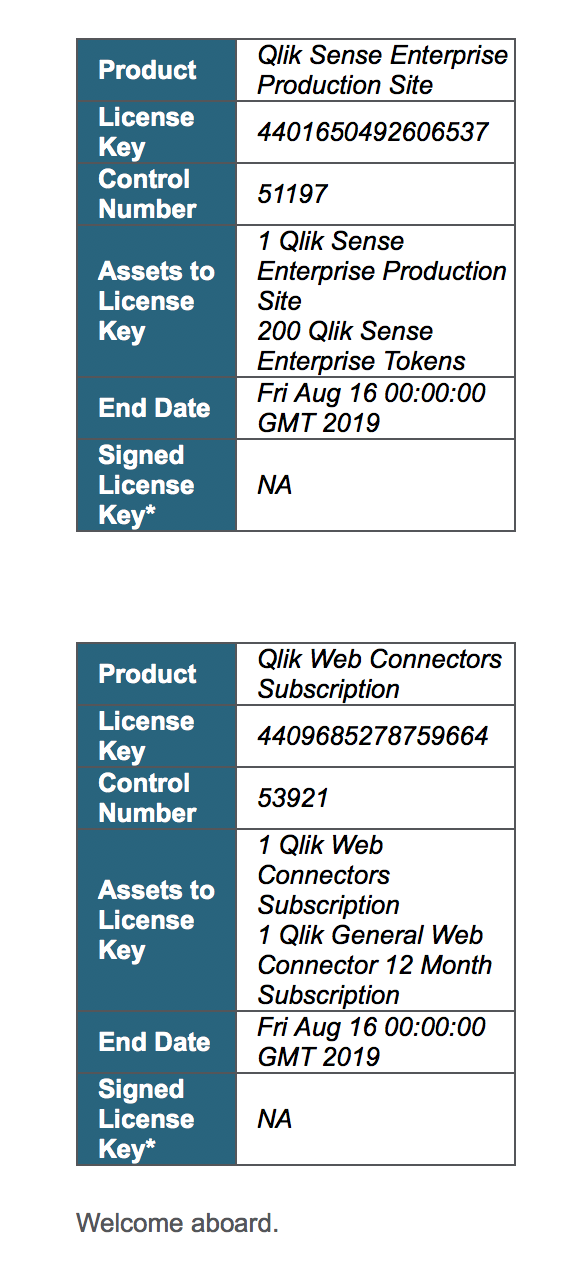 Product
Qlik Sense Enterprise
Production Site
License
Key
4401650492606537
Control
Number
51197
Assets to
License
Key
1 Qlik Sense
Enterprise Production
Site
200 Qlik Sense
Enterprise Tokens
End Date
Fri Aug 16 00:00:00
GMT 2019
Signed
License
Key*
NA
Product
Qlik Web Connectors
Subscription
License
Key
4409685278759664
Control
Number
53921
Assets to
License
Key
1 Qlik Web
Connectors
Subscription
1 Qlik General Web
Connector 12 Month
Subscription
End Date
Fri Aug 16 00:00:00
GMT 2019
Signed
License
Key*
NA
Welcome aboard.